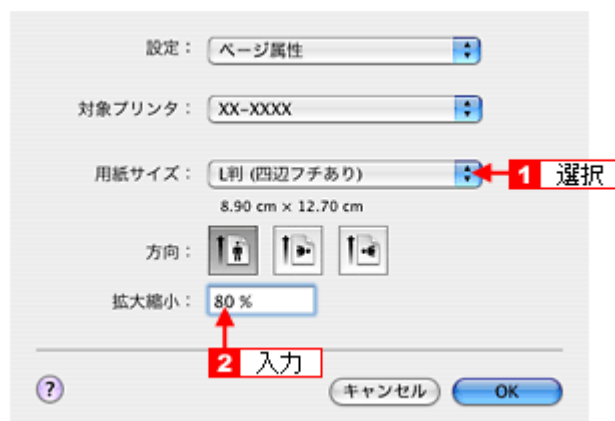 設定： ページ属性
対象プリンタ： XX-XXXX
用紙サイズ： L判 (四辺フチあり) 1 選択
8.90 cm × 12.70 cm
方向：
拡大縮小： 80 %
2 入力
? キャンセル OK